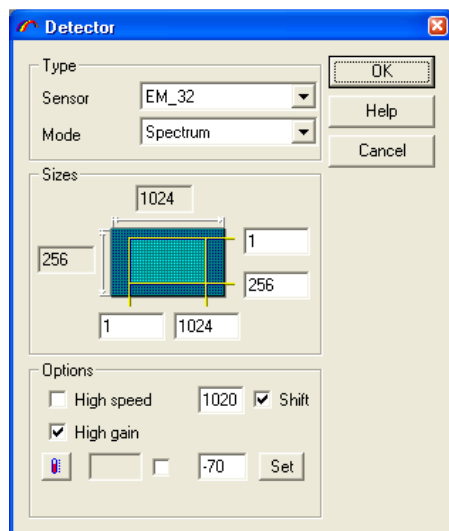 Detector
Type
OK
Sensor EM_32
Help
Mode Spectrum
Cancel
Sizes
1024
1
256
256
1 1024
Options
High speed 1020 Shift
High gain
-70 Set